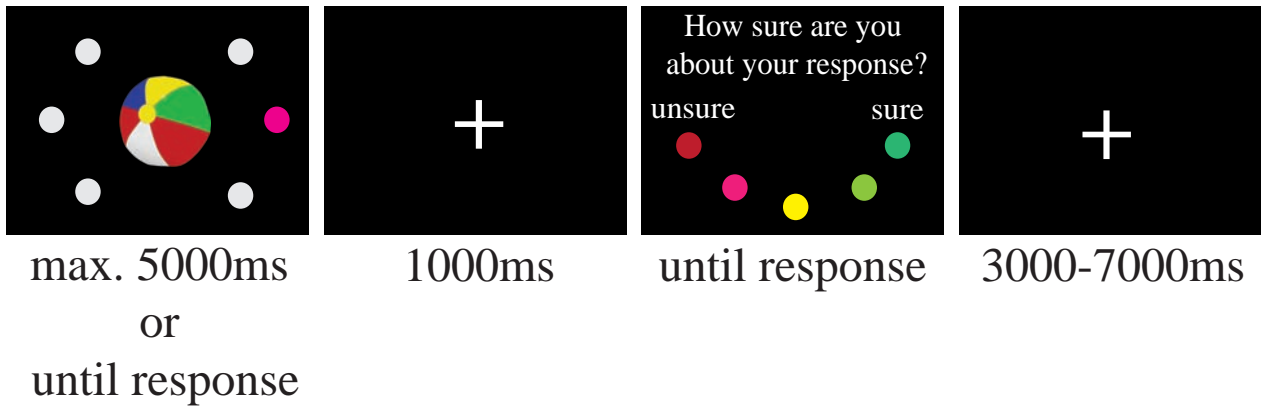 How sure are you
about your response?
unsure sure
max. 5000ms
or
until response
1000ms
until response
3000-7000ms